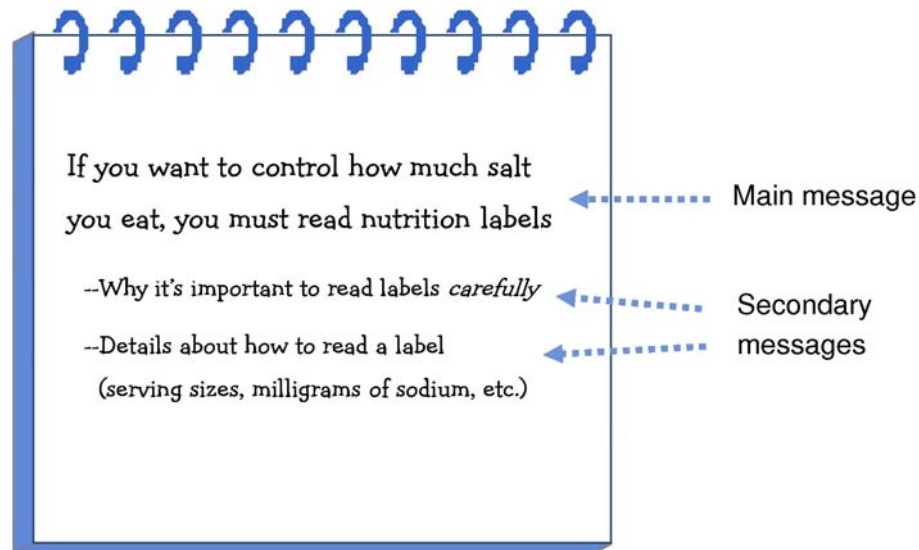 If you want to control how much salt
you eat, you must read nutrition labels
--Why it's important to read labels carefully
--Details about how to read a label
(serving sizes, milligrams of sodium, etc.)
Main message
Secondary
messages